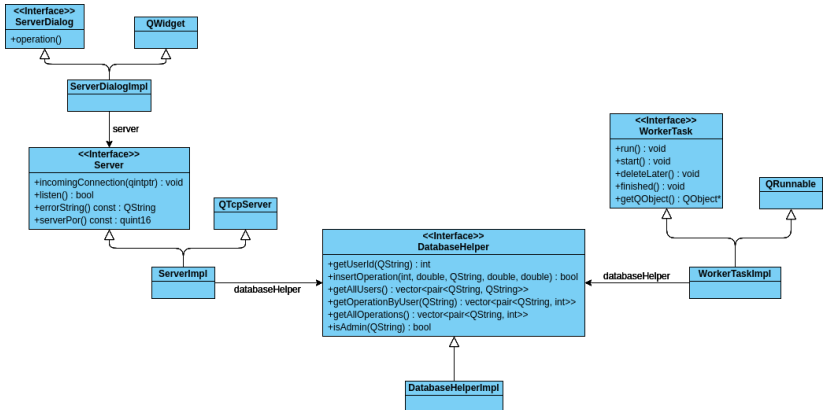 <<Interface>>
ServerDialog
+operation()
QWidget
ServerDialogImpl
server
<<Interface>>
Server
+incomingConnection(qintptr) : void
+listen() : bool
+errorString() const : QString
+serverPor() const : quint16
QTcpServer
ServerImpl
databaseHelper
<<Interface>>
DatabaseHelper
+getUserId(QString) : int
+insertOperation(int, double, QString, double, double) : bool
+getAllUsers() : vector<pair<QString, QString>>
+getOperationByUser(QString) : vector<pair<QString, int>>
+getAllOperations() : vector<pair<QString, int>>
+isAdmin(QString) : bool
DatabaseHelperImpl
<<Interface>>
WorkerTask
+run() : void
+start() : void
+deleteLater() : void
+finished() : void
+getQObject() : QObject*
QRunnable
databaseHelper
WorkerTaskImpl